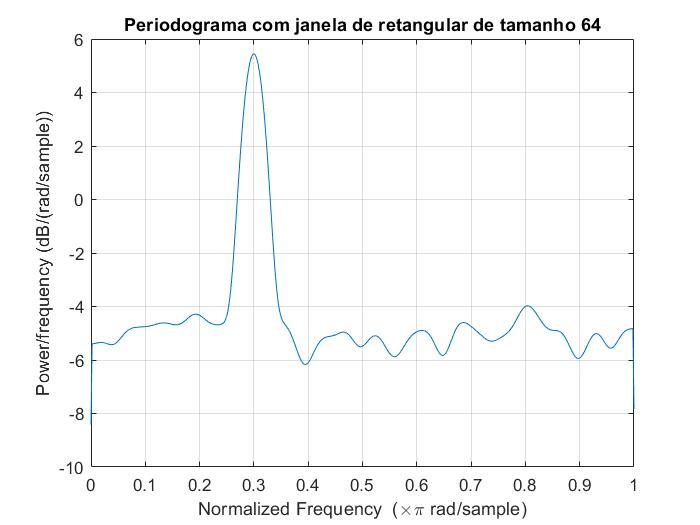 Periodograma com janela de retangular de tamanho 64
6
4
2
0
-2
-4
-6
-8
-10
Power/frequency (dB/(rad/sample))
0 0.1 0.2 0.3 0.4 0.5 0.6 0.7 0.8 0.9 1
Normalized Frequency (×π rad/sample)